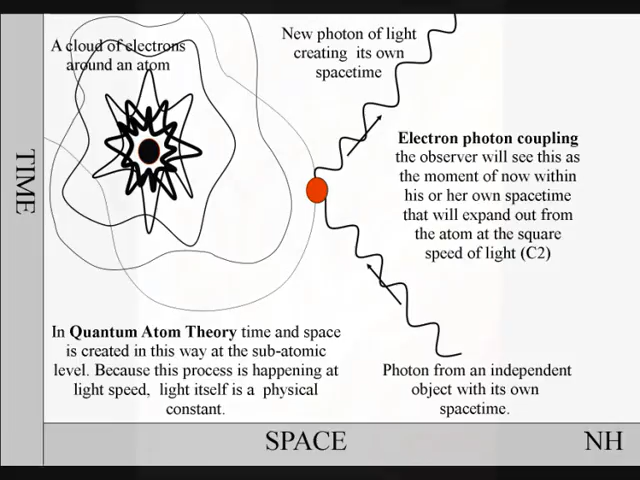 A cloud of electrons
around an atom
New photon of light
creating its own
spacetime
TIME
Electron photon coupling
the observer will see this as
the moment of now within
his or her own spacetime
that will expand out from
the atom at the square
speed of light (C2)
In Quantum Atom Theory time and space
is created in this way at the sub-atomic
level. Because this process is happening at
light speed, light itself is a physical
constant.
Photon from an independent
object with its own
spacetime.
SPACE
NH